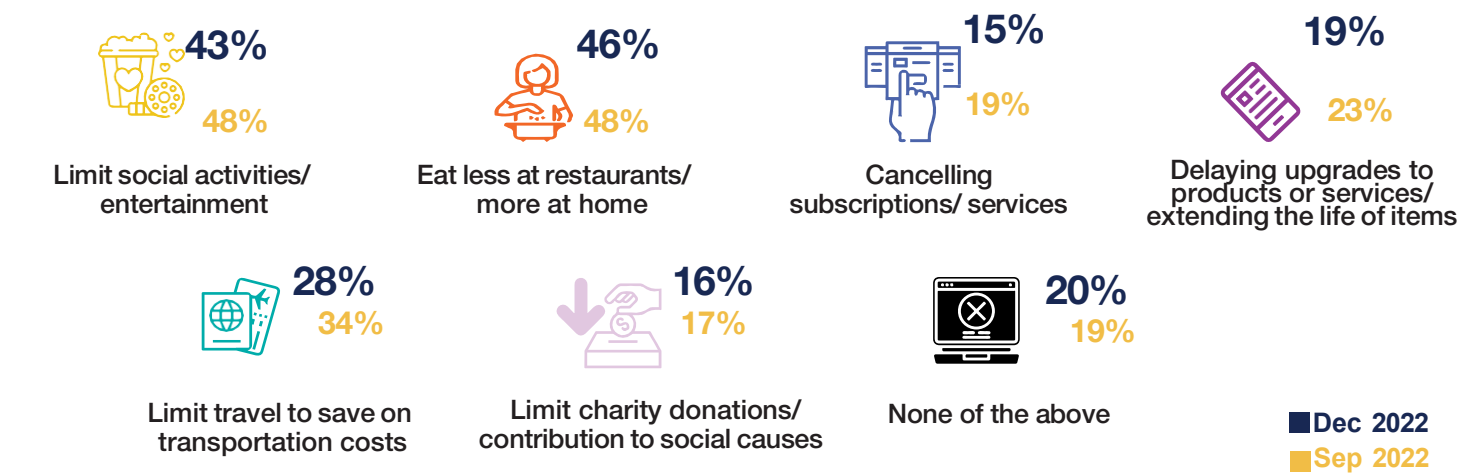 43%
48%
Limit social activities/
entertainment
46%
48%
Eat less at restaurants/
more at home
15%
19%
Cancelling
subscriptions/ services
19%
23%
Delaying upgrades to
products or services/
extending the life of items
28%
34%
Limit travel to save on
transportation costs
16%
17%
Limit charity donations/
contribution to social causes
20%
19%
None of the above
Dec 2022
Sep 2022